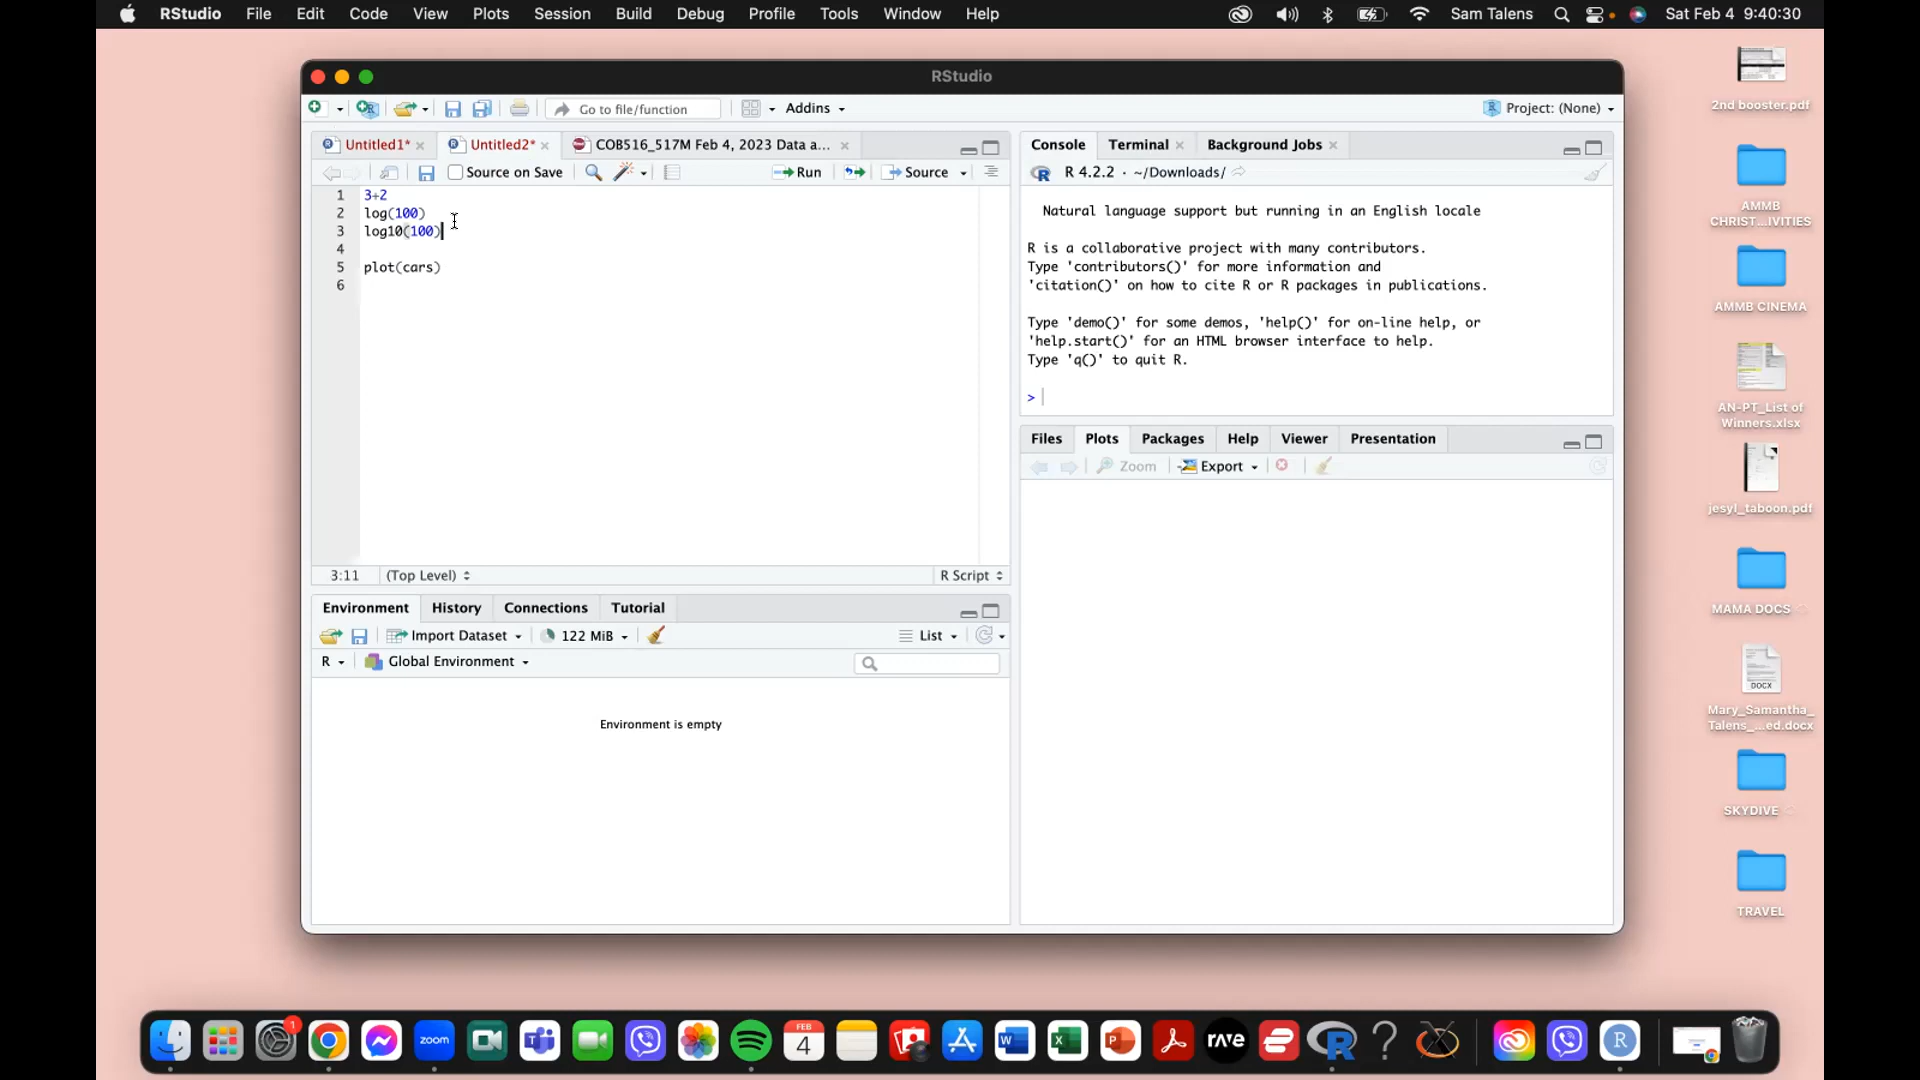 RStudio File Edit Code View Plots Session Build Debug Profile Tools Window Help Sam Talens Sat Feb 4 9:40:30
RStudio
Go to file/function Addins Project: (None)
Untitled1* Untitled2* COB516_517M Feb 4, 2023 Data a...
Source on Save Run Source
1 3+2
2 log(100)
3 log10(100)
4
5 plot(cars)
6
3:11 (Top Level) R Script
Console Terminal Background Jobs
R 4.2.2 · ~/Downloads/
Natural language support but running in an English locale
R is a collaborative project with many contributors.
Type 'contributors()' for more information and
'citation()' on how to cite R or R packages in publications.
Type 'demo()' for some demos, 'help()' for on-line help, or
'help.start()' for an HTML browser interface to help.
Type 'q()' to quit R.
>
Environment History Connections Tutorial
Import Dataset 122 MiB List
R Global Environment
Environment is empty
Files Plots Packages Help Viewer Presentation
Zoom Export
2nd booster.pdf
AMMB
CHRIST...IVITIES
AMMB CINEMA
AN-PT_List of
Winners.xlsx
jesyl_taboon.pdf
MAMA DOCS
DOCX
Mary_Samantha_
Talens_...ed.docx
SKYDIVE
TRAVEL
1 zoom FEB 4 rave